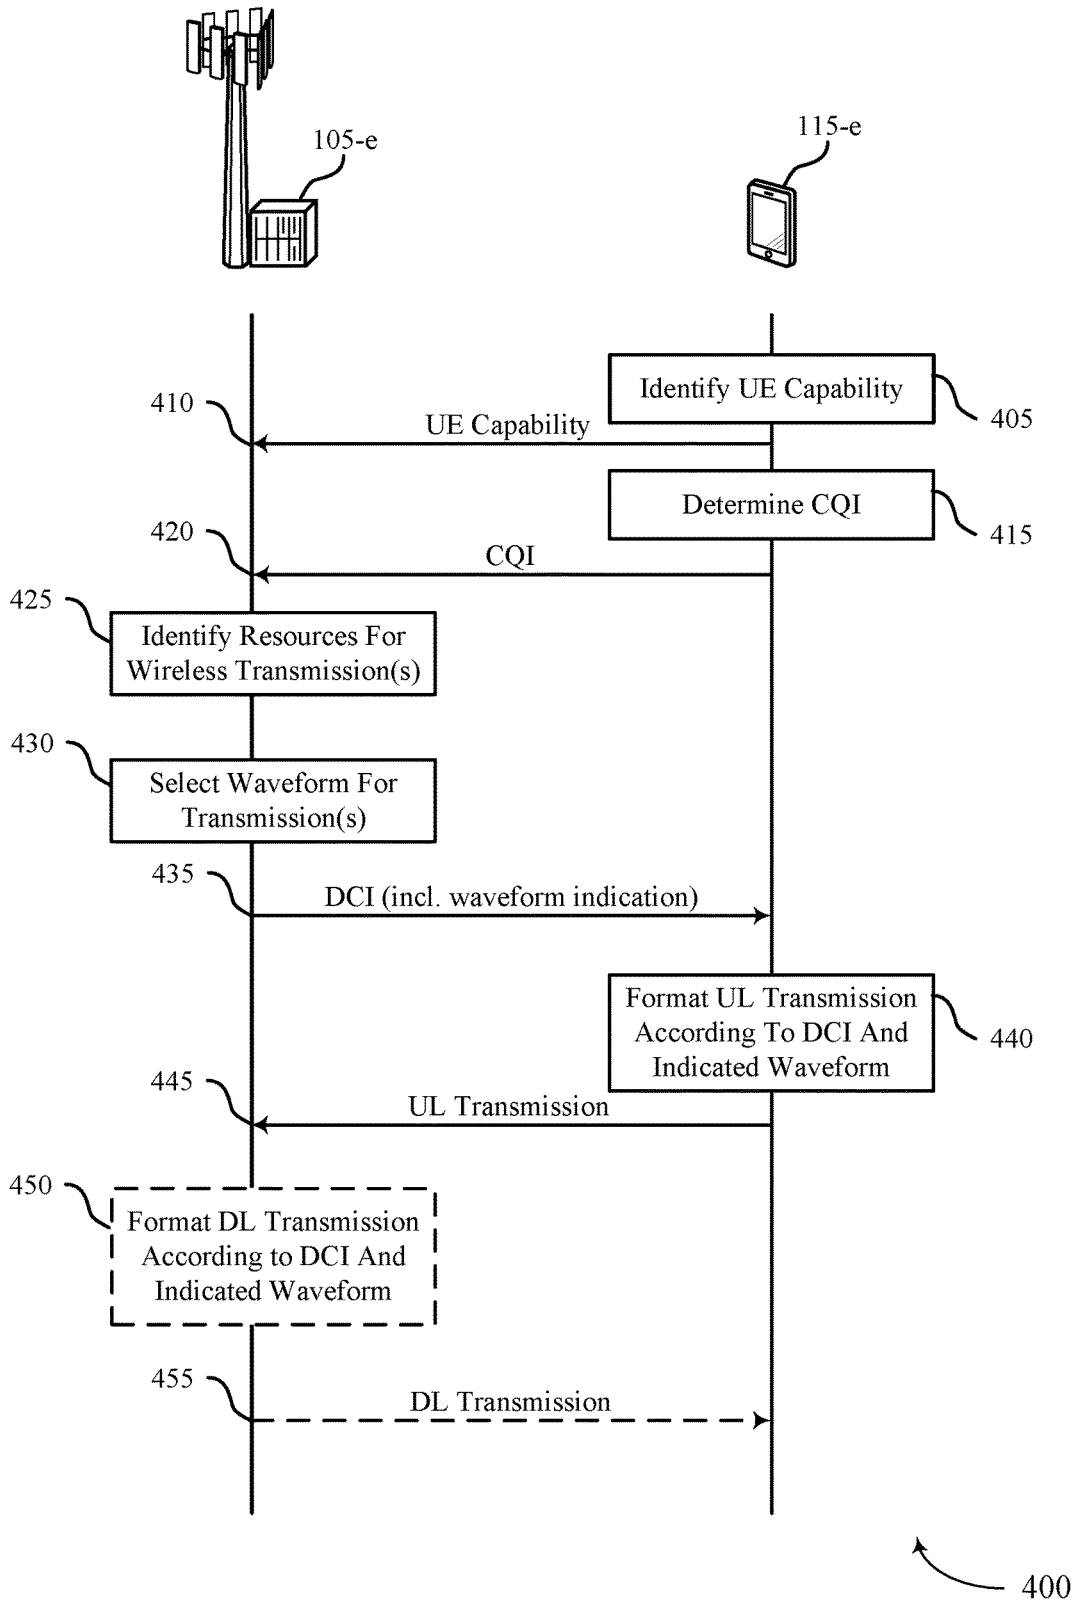 105-e
115-e
Identify UE Capability
405
410
UE Capability
Determine CQI
415
420
CQI
425
Identify Resources For
Wireless Transmission(s)
430
Select Waveform For
Transmission(s)
435
DCI (incl. waveform indication)
Format UL Transmission
According To DCI And
Indicated Waveform
440
445
UL Transmission
450
Format DL Transmission
According to DCI And
Indicated Waveform
455
DL Transmission
400